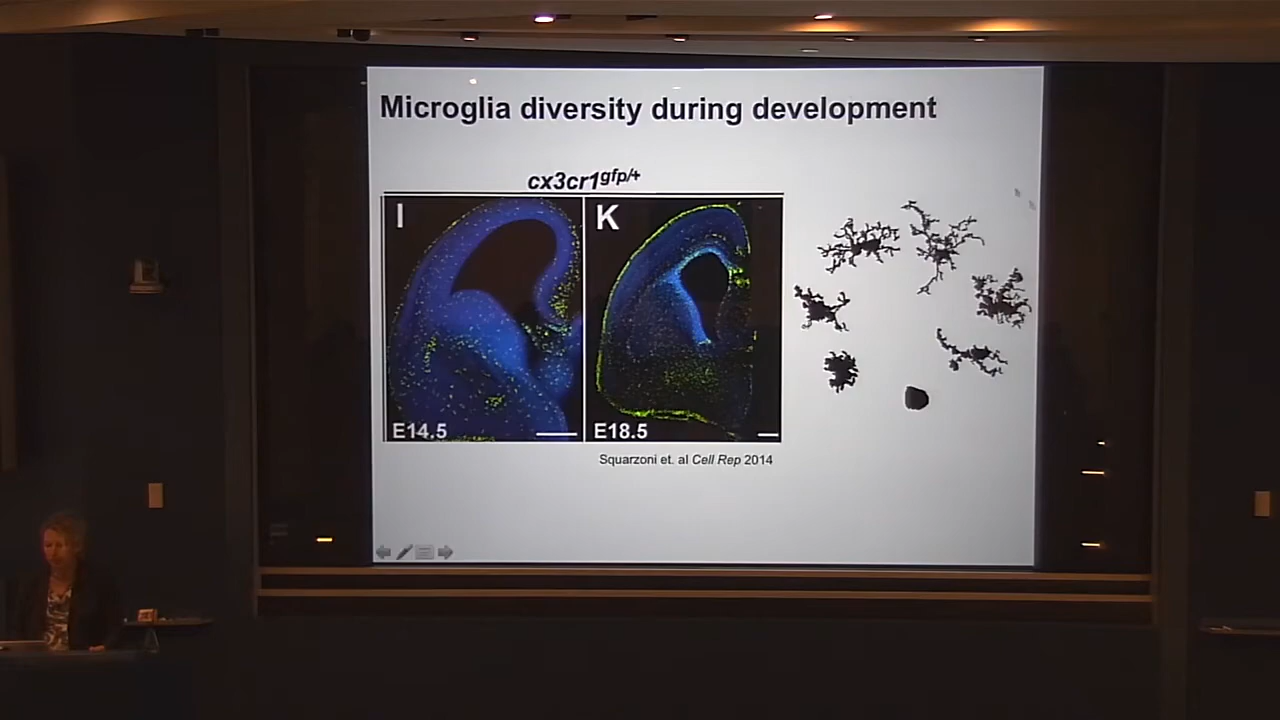 Microglia diversity during development
cx3cr1gfp/+
I
K
E14.5
E18.5
Squarzoni et. al Cell Rep 2014